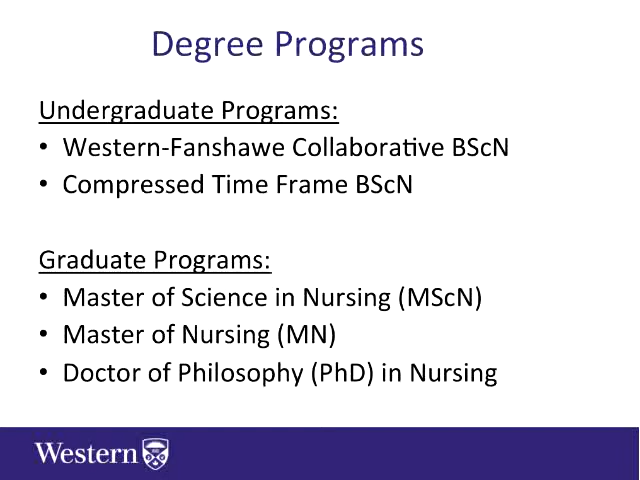 Degree Programs
Undergraduate Programs:
• Western-Fanshawe Collaborative BScN
• Compressed Time Frame BScN
Graduate Programs:
• Master of Science in Nursing (MScN)
• Master of Nursing (MN)
• Doctor of Philosophy (PhD) in Nursing
Western